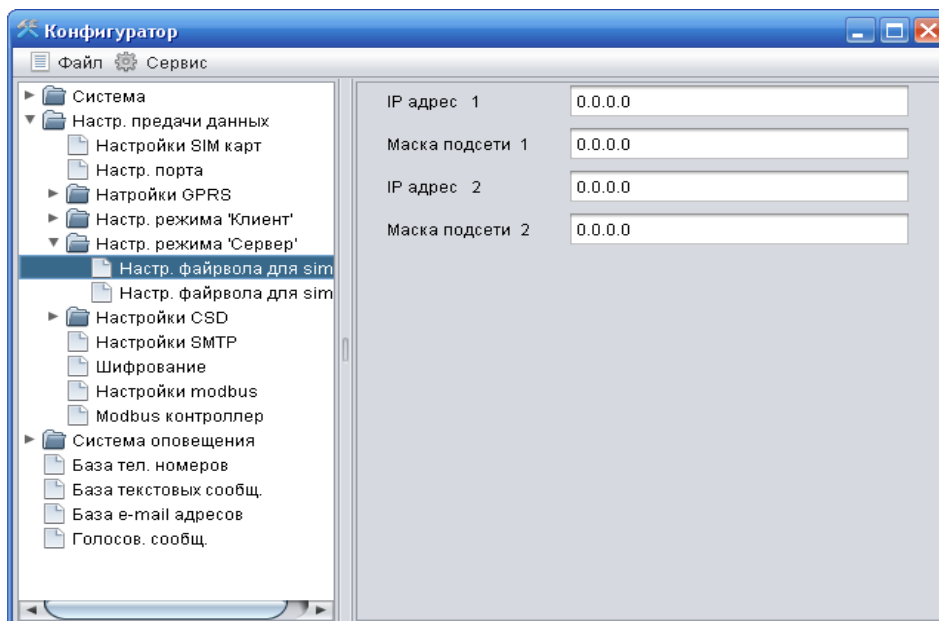 Конфигуратор
Файл Сервис
Система
Настр. предачи данных
Настройки SIM карт
Настр. порта
Натройки GPRS
Настр. режима 'Клиент'
Настр. режима 'Сервер'
Настр. файрвола для sim
Настр. файрвола для sim
Настройки CSD
Настройки SMTP
Шифрование
Настройки modbus
Modbus контроллер
Система оповещения
База тел. номеров
База текстовых сообщ.
База e-mail адресов
Голосов. сообщ.
IP адрес 1 0.0.0.0
Маска подсети 1 0.0.0.0
IP адрес 2 0.0.0.0
Маска подсети 2 0.0.0.0